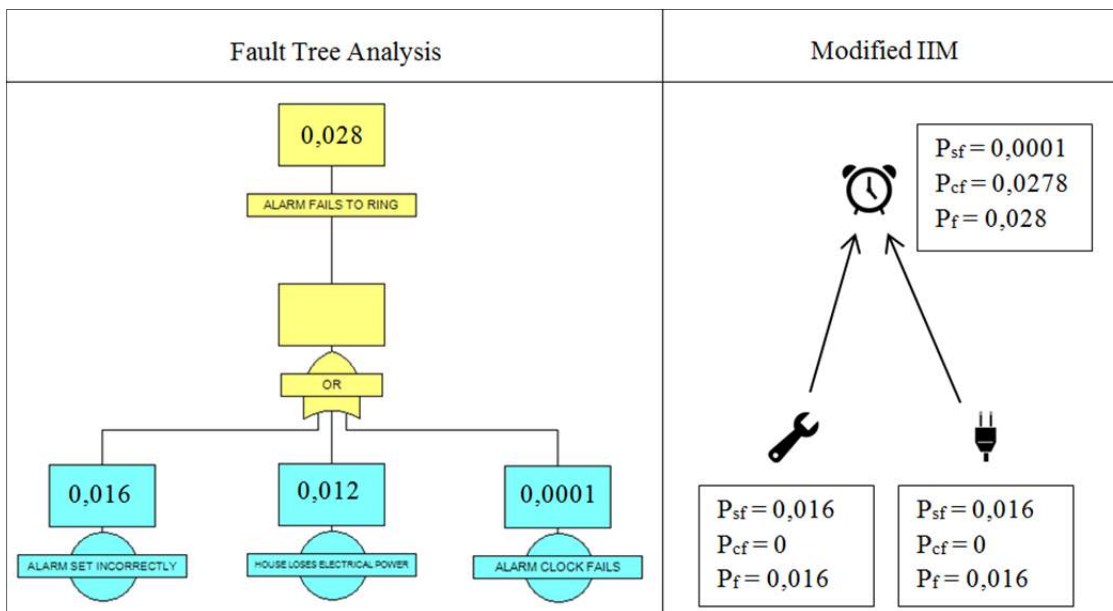 Fault Tree Analysis
0,028
ALARM FAILS TO RING
OR
0,016
0,012
0,0001
ALARM SET INCORRECTLY
HOUSE LOSES ELECTRICAL POWER
ALARM CLOCK FAILS
Modified IIM
Psf = 0,0001
Pcf = 0,0278
Pf = 0,028
Psf = 0,016
Pcf = 0
Pf = 0,016
Psf = 0,016
Pcf = 0
Pf = 0,016